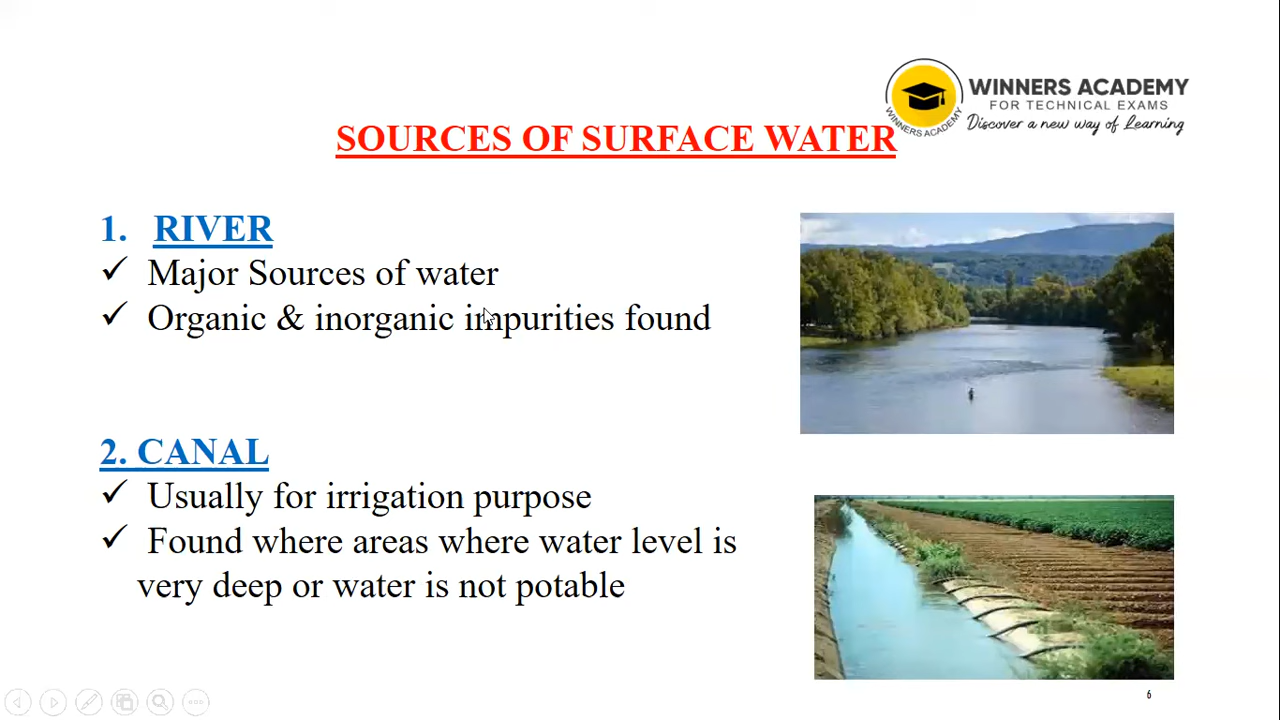 WINNERS ACADEMY
FOR TECHNICAL EXAMS
Discover a new way of Learning
WINNERS ACADEMY
SOURCES OF SURFACE WATER
1. RIVER
✓ Major Sources of water
✓ Organic & inorganic impurities found
2. CANAL
✓ Usually for irrigation purpose
✓ Found where areas where water level is
very deep or water is not potable
6